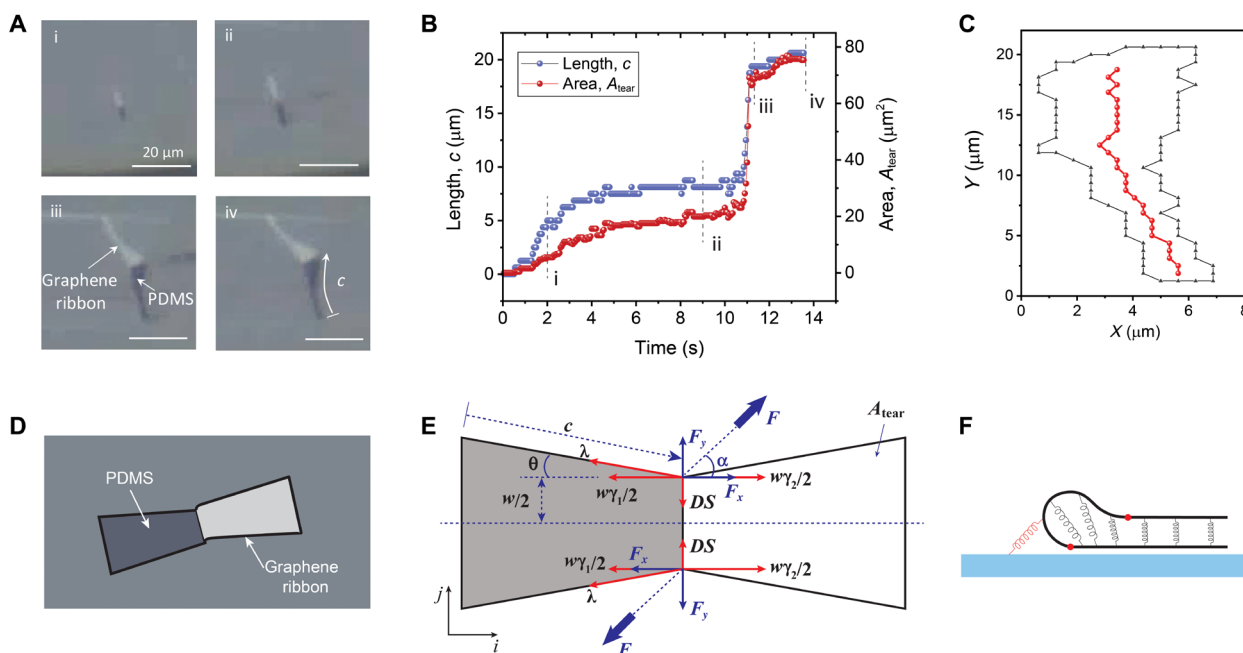 A
i
ii
20 μm
iii
iv
Graphene
ribbon
PDMS
c
B
Length, c (μm)
20
15
10
5
0
Length, c
Area, A_tear
i
ii
iii
iv
80
60
40
20
0
Area, A_tear (μm²)
0 2 4 6 8 10 12 14
Time (s)
C
Y (μm)
20
15
10
5
0
0 2 4 6 8
X (μm)
D
PDMS
Graphene
ribbon
E
c
F
A_tear
F_y
λ
θ
α
wγ₁/2
F_x
wγ₂/2
w/2
DS
DS
wγ₁/2
F_x
wγ₂/2
λ
F_y
j
i
F
F